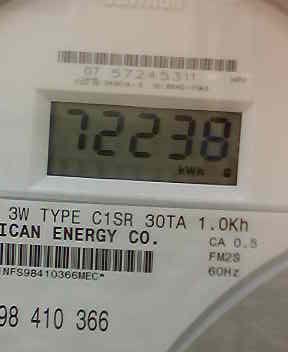 07 57245311
72238
kWh
3W TYPE C1SR 30TA 1.0Kh
ICAN ENERGY CO.
CA 0.5
FM2S
60Hz
NFS98410366MEC*
98 410 366